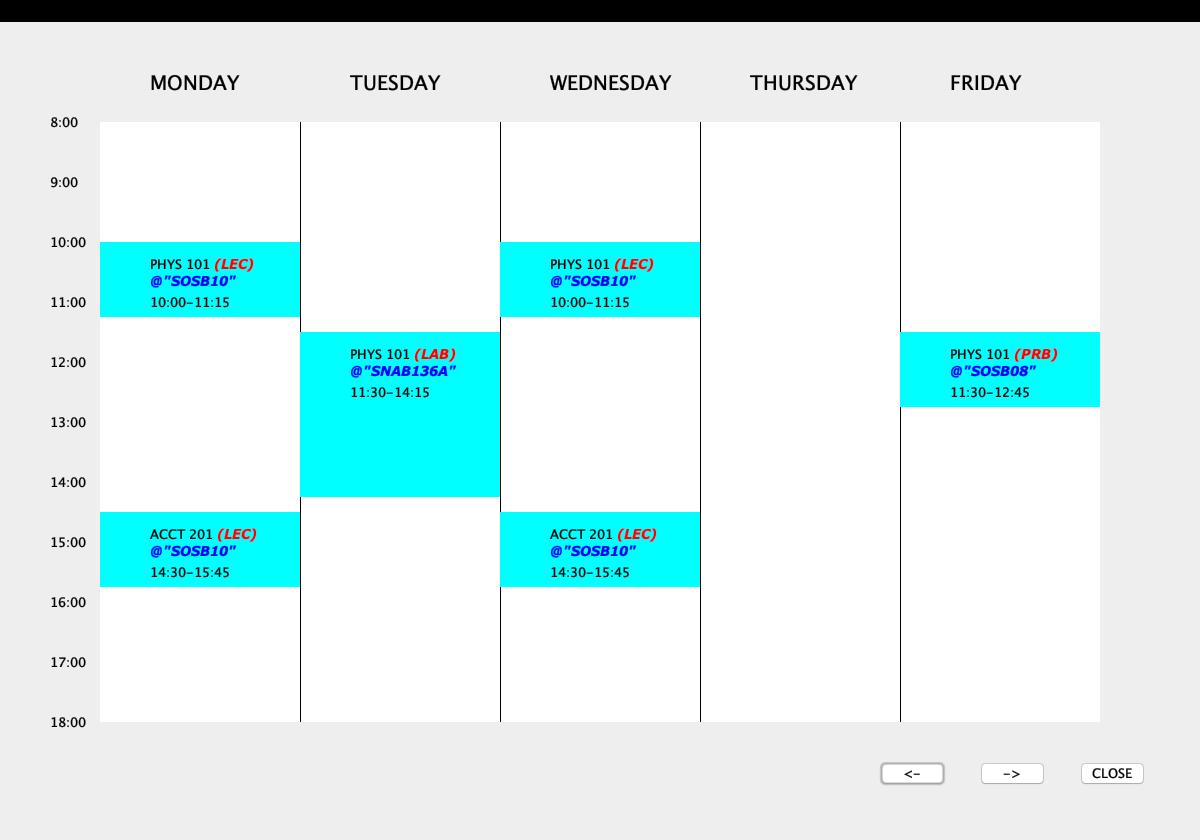 MONDAY TUESDAY WEDNESDAY THURSDAY FRIDAY
8:00
9:00
10:00
PHYS 101 (LEC) PHYS 101 (LEC)
@"SOSB10" @"SOSB10"
11:00 10:00-11:15 10:00-11:15
PHYS 101 (LAB) PHYS 101 (PRB)
12:00 @"SNAB136A" @"SOSB08"
11:30-14:15 11:30-12:45
13:00
14:00
ACCT 201 (LEC) ACCT 201 (LEC)
15:00 @"SOSB10" @"SOSB10"
14:30-15:45 14:30-15:45
16:00
17:00
18:00
<- -> CLOSE